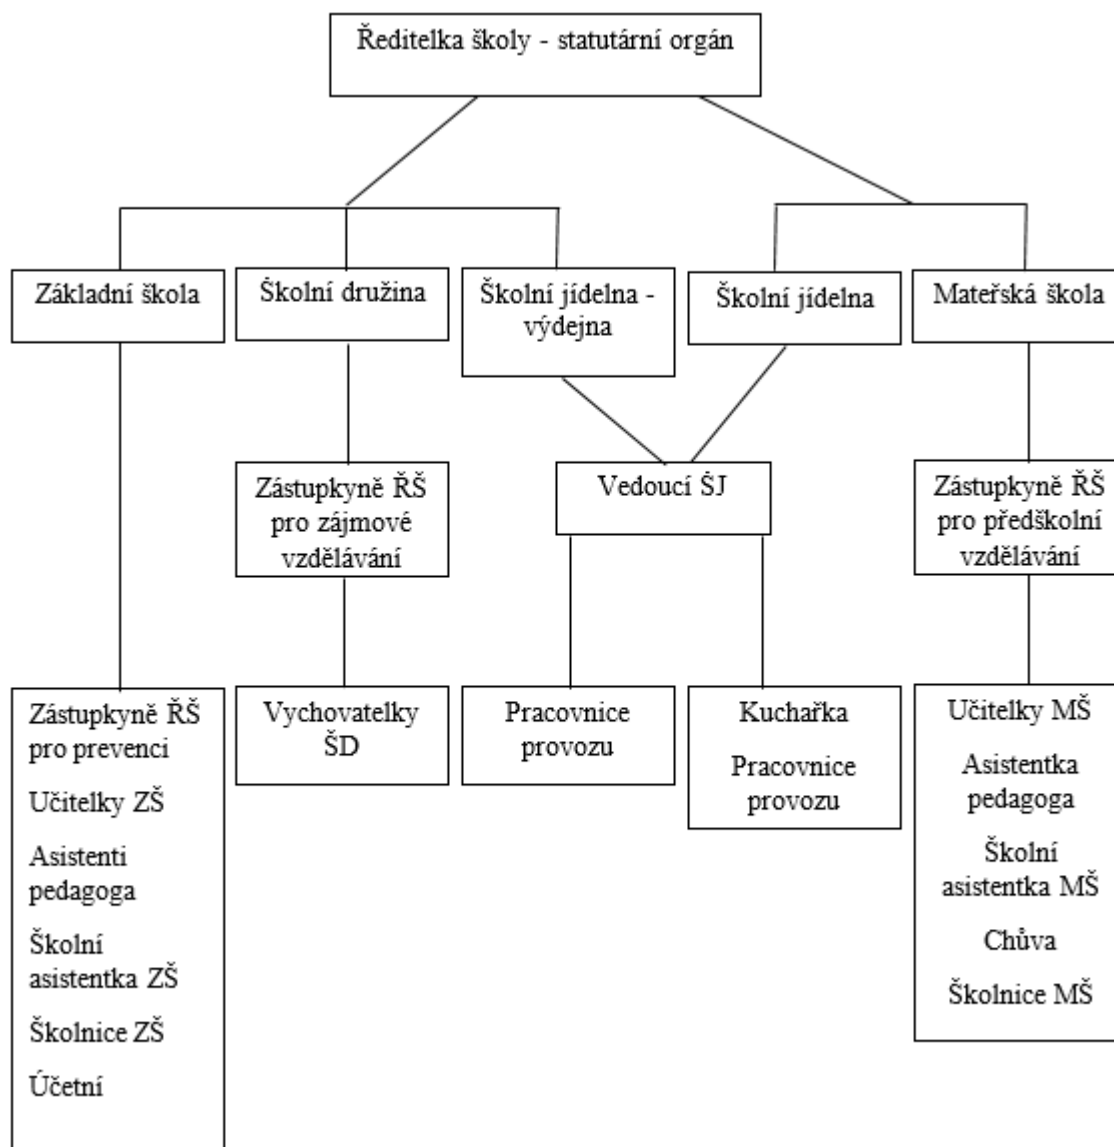 Ředitelka školy - statutární orgán
Základní škola
Školní družina
Školní jídelna -
výdejna
Školní jídelna
Mateřská škola
Zástupkyně ŘŠ
pro zájmové
vzdělávání
Vedoucí ŠJ
Zástupkyně ŘŠ
pro předškolní
vzdělávání
Zástupkyně ŘŠ
pro prevenci
Učitelky ZŠ
Asistenti
pedagoga
Školní
asistentka ZŠ
Školnice ZŠ
Účetní
Vychovatelky
ŠD
Pracovnice
provozu
Kuchařka
Pracovnice
provozu
Učitelky MŠ
Asistentka
pedagoga
Školní
asistentka MŠ
Chůva
Školnice MŠ